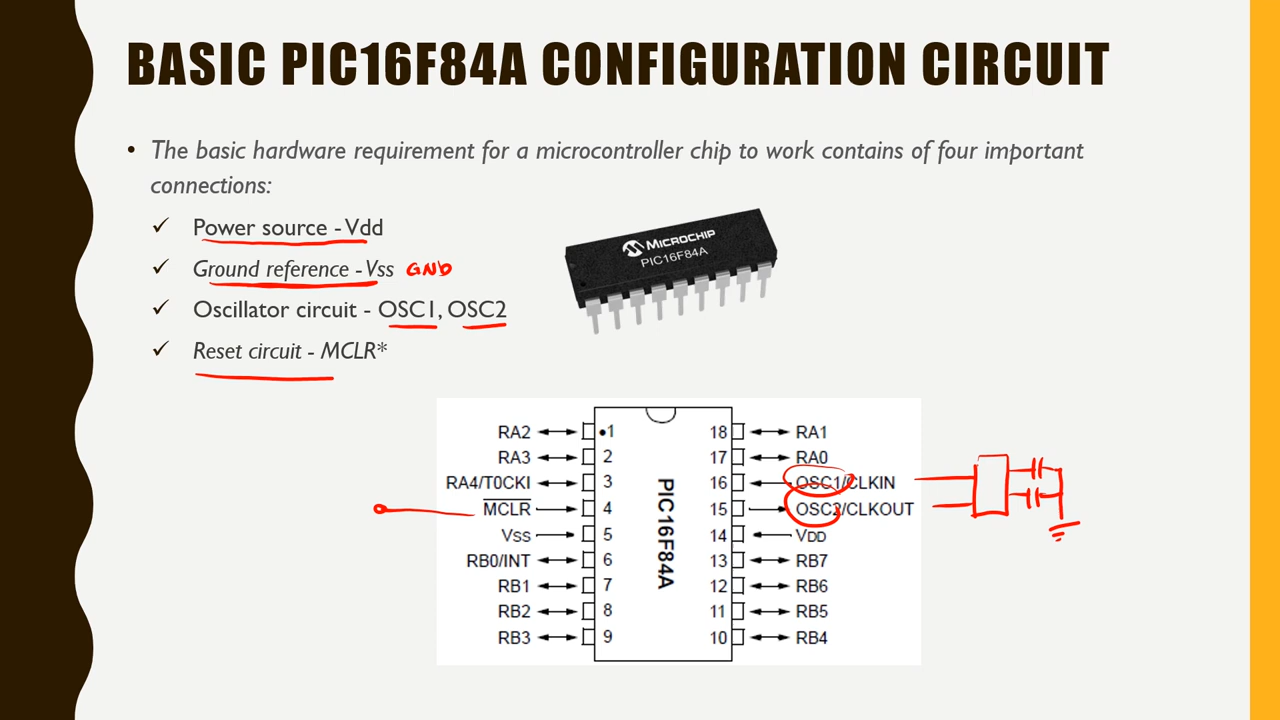 BASIC PIC16F84A CONFIGURATION CIRCUIT
• The basic hardware requirement for a microcontroller chip to work contains of four important
connections:
✓ Power source - Vdd
✓ Ground reference - Vss GND
✓ Oscillator circuit - OSC1, OSC2
✓ Reset circuit - MCLR*
MICROCHIP
PIC16F84A
RA2 1 18 RA1
RA3 2 17 RA0
RA4/T0CKI 3 16 OSC1/CLKIN
MCLR 4 15 OSC2/CLKOUT
VSS 5 14 VDD
RB0/INT 6 13 RB7
RB1 7 12 RB6
RB2 8 11 RB5
RB3 9 10 RB4
PIC16F84A